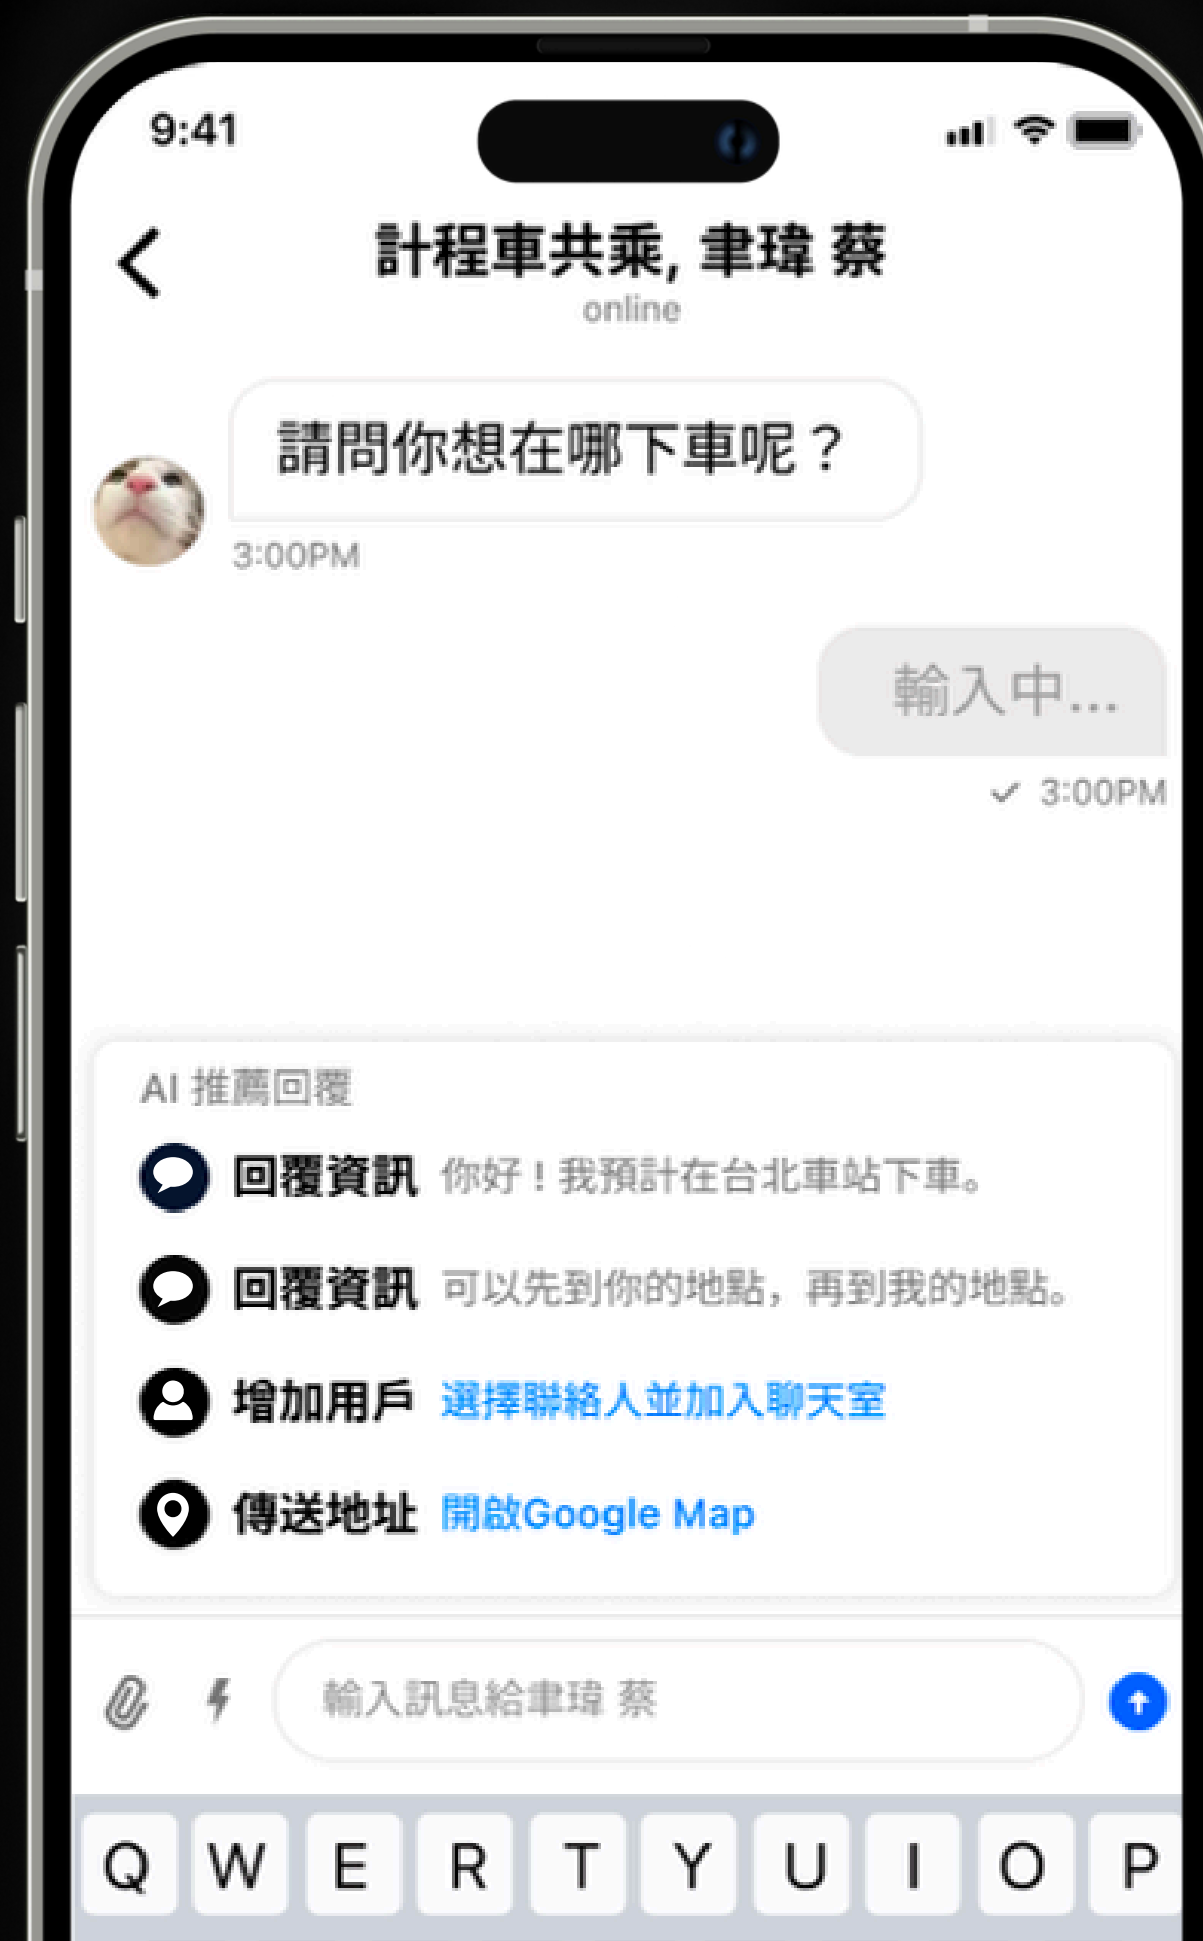 9:41
計程車共乘, 聿瑋 蔡
online
請問你想在哪下車呢？
3:00PM
輸入中...
3:00PM
AI 推薦回覆
回覆資訊 你好！我預計在台北車站下車。
回覆資訊 可以先到你的地點，再到我的地點。
增加用戶 選擇聯絡人並加入聊天室
傳送地址 開啟Google Map
輸入訊息給聿瑋 蔡
Q W E R T Y U I O P